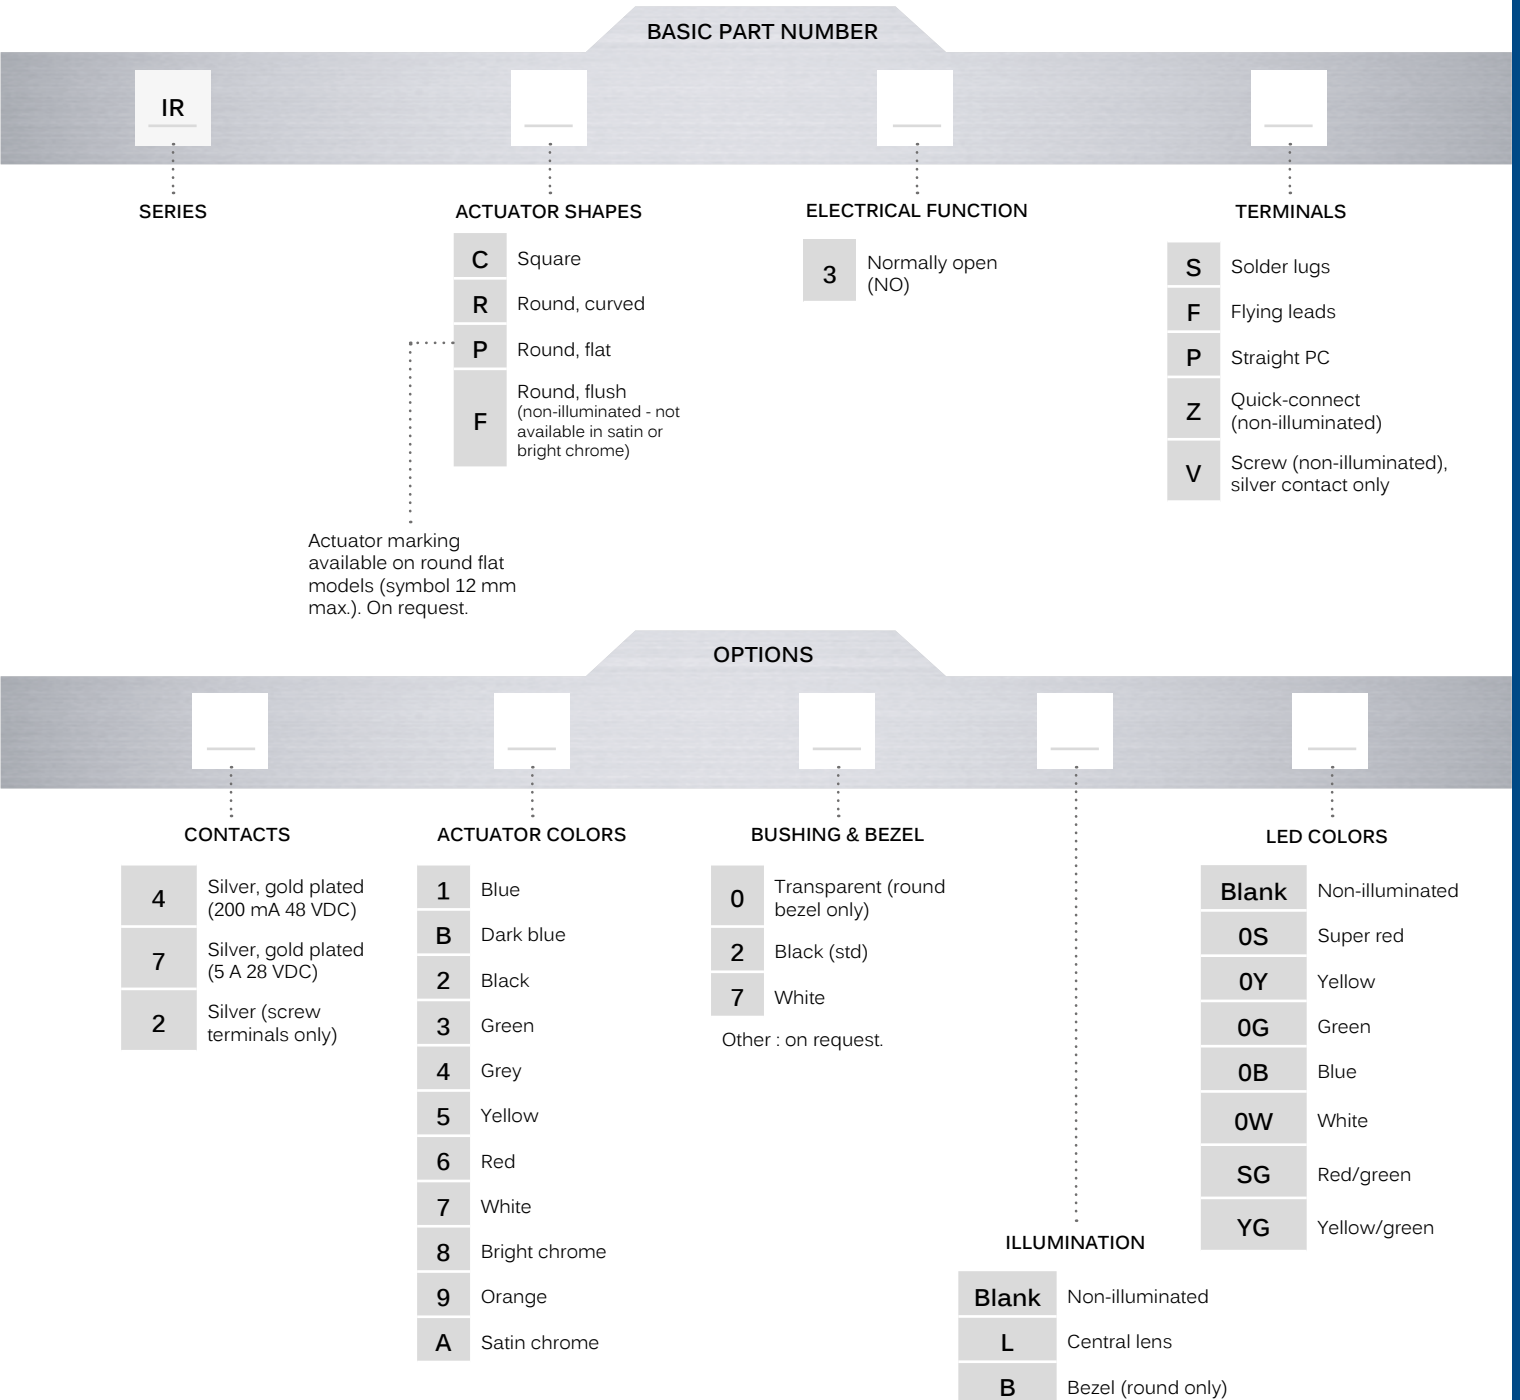 BASIC PART NUMBER
IR
SERIES
ACTUATOR SHAPES
C Square
R Round, curved
P Round, flat
F Round, flush
(non-illuminated - not
available in satin or
bright chrome)
Actuator marking
available on round flat
models (symbol 12 mm
max.). On request.
ELECTRICAL FUNCTION
3 Normally open
(NO)
TERMINALS
S Solder lugs
F Flying leads
P Straight PC
Z Quick-connect
(non-illuminated)
V Screw (non-illuminated),
silver contact only
OPTIONS
CONTACTS
4 Silver, gold plated
(200 mA 48 VDC)
7 Silver, gold plated
(5 A 28 VDC)
2 Silver (screw
terminals only)
ACTUATOR COLORS
1 Blue
B Dark blue
2 Black
3 Green
4 Grey
5 Yellow
6 Red
7 White
8 Bright chrome
9 Orange
A Satin chrome
BUSHING & BEZEL
0 Transparent (round
bezel only)
2 Black (std)
7 White
Other : on request.
ILLUMINATION
Blank Non-illuminated
L Central lens
B Bezel (round only)
LED COLORS
Blank Non-illuminated
0S Super red
0Y Yellow
0G Green
0B Blue
0W White
SG Red/green
YG Yellow/green